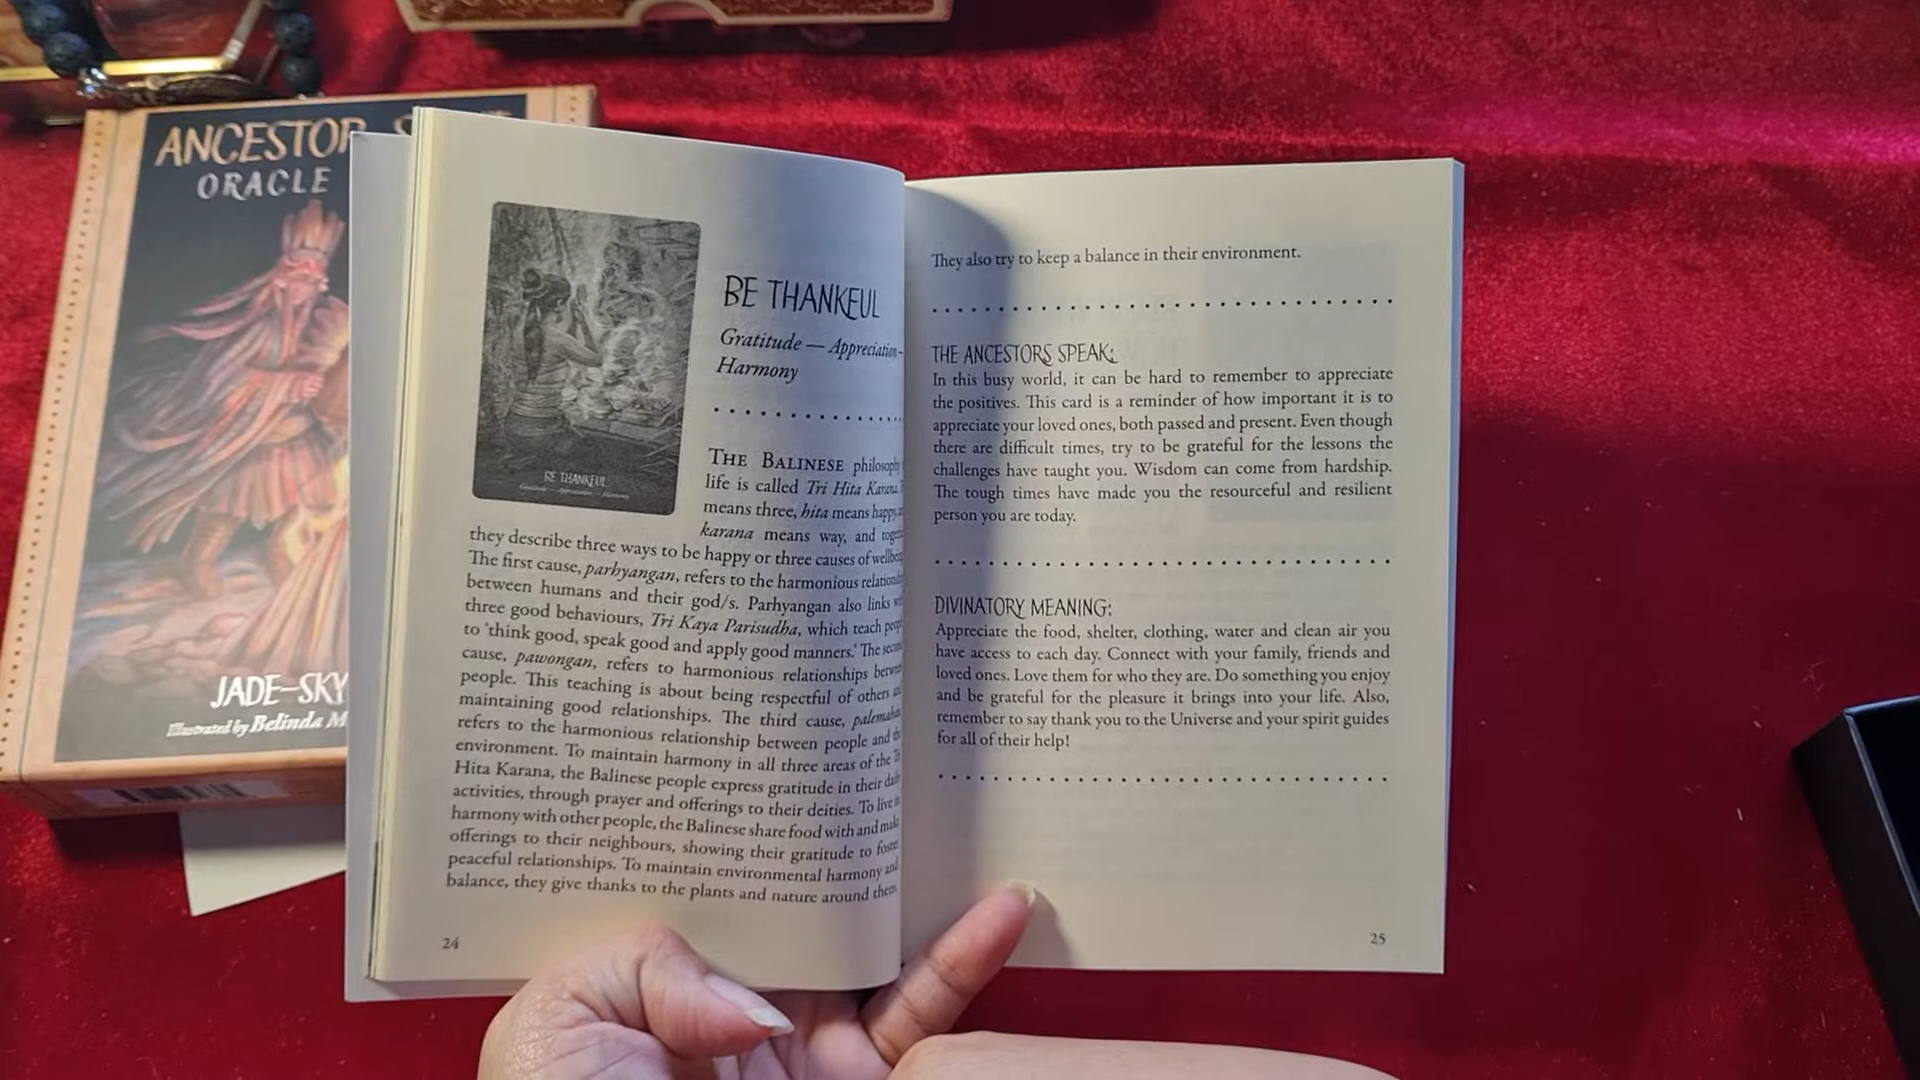 ANCESTOR
ORACLE
JADE-SKY
Illustrated by Belinda
BE THANKFUL
Gratitude — Appreciation — Harmony
BE THANKFUL
Gratitude — Appreciation —
Harmony
THE BALINESE philosophy
life is called Tri Hita Karana.
means three, hita means happy,
karana means way, and
they describe three ways to be happy or three causes of
The first cause, parhyangan, refers to the harmonious
between humans and their god/s. Parhyangan also links
three good behaviours, Tri Kaya Parisudha, which teach
to 'think good, speak good and apply good manners.' The
cause, pawongan, refers to harmonious relationships
people. This teaching is about being respectful of others
maintaining good relationships. The third cause,
refers to the harmonious relationship between people and
environment. To maintain harmony in all three areas of the
Hita Karana, the Balinese people express gratitude in their
activities, through prayer and offerings to their deities. To live
harmony with other people, the Balinese share food with and
offerings to their neighbours, showing their gratitude to foster
peaceful relationships. To maintain environmental harmony and
balance, they give thanks to the plants and nature around them.
24
They also try to keep a balance in their environment.
THE ANCESTORS SPEAK:
In this busy world, it can be hard to remember to appreciate
the positives. This card is a reminder of how important it is to
appreciate your loved ones, both passed and present. Even though
there are difficult times, try to be grateful for the lessons the
challenges have taught you. Wisdom can come from hardship.
The tough times have made you the resourceful and resilient
person you are today.
DIVINATORY MEANING:
Appreciate the food, shelter, clothing, water and clean air you
have access to each day. Connect with your family, friends and
loved ones. Love them for who they are. Do something you enjoy
and be grateful for the pleasure it brings into your life. Also,
remember to say thank you to the Universe and your spirit guides
for all of their help!
25